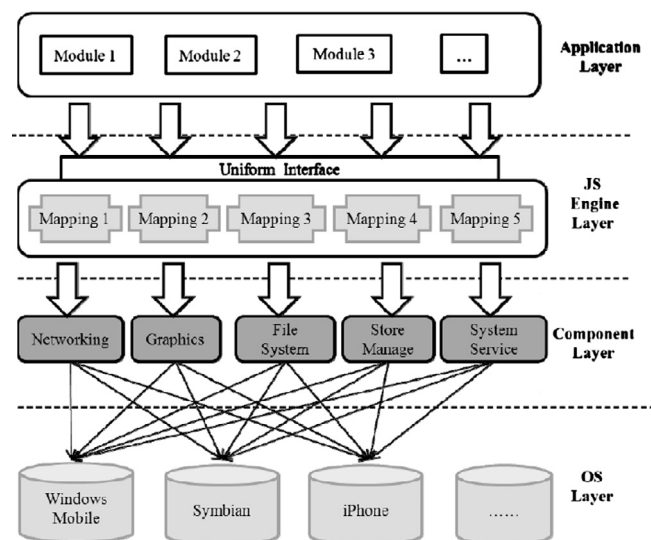 Module 1
Module 2
Module 3
...
Application
Layer
Uniform Interface
Mapping 1
Mapping 2
Mapping 3
Mapping 4
Mapping 5
JS
Engine
Layer
Networking
Graphics
File
System
Store
Manage
System
Service
Component
Layer
Windows
Mobile
Symbian
iPhone
......
OS
Layer